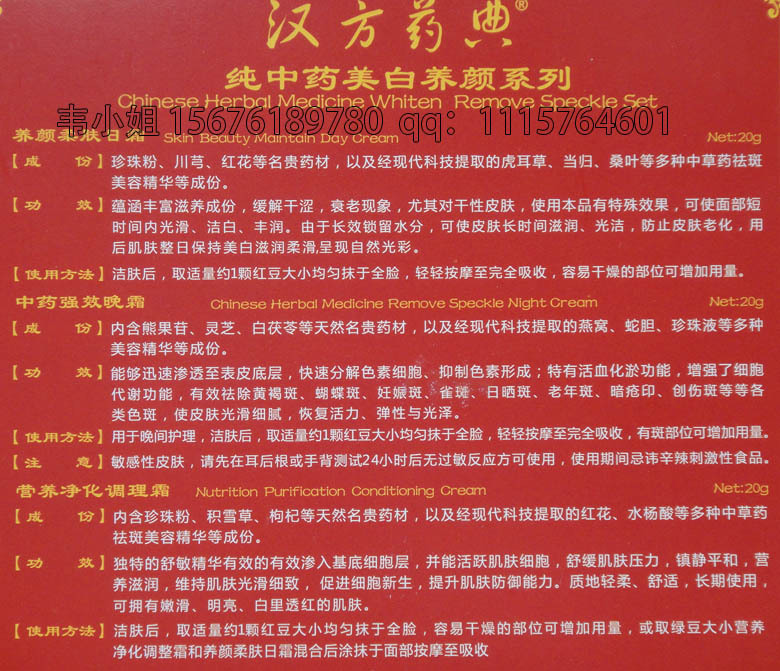 汉方药典®
纯中药美白养颜系列
Chinese Herbal Medicine Whiten Remove Speckle Set
韦小姐 15676189780 qq：1115764601
养颜柔肤日霜 Skin Beauty Maintain Day Cream Net:20g
【成 份】珍珠粉、川芎、红花等名贵药材，以及经现代科技提取的虎耳草、当归、桑叶等多种中草药祛斑
美容精华等成份。
【功 效】蕴涵丰富滋养成份，缓解干涩，衰老现象，尤其对干性皮肤，使用本品有特殊效果，可使面部短
时间内光滑、洁白、丰润。由于长效锁留水分，可使皮肤长时间滋润、光洁，防止皮肤老化，用
后肌肤整日保持美白滋润柔滑,呈现自然光彩。
【使用方法】洁肤后，取适量约1颗红豆大小均匀抹于全脸，轻轻按摩至完全吸收，容易干燥的部位可增加用量。
中药强效晚霜 Chinese Herbal Medicine Remove Speckle Night Cream Net:20g
【成 份】内含熊果苷、灵芝、白茯苓等天然名贵药材，以及经现代科技提取的燕窝、蛇胆、珍珠液等多种
美容精华等成份。
【功 效】能够迅速渗透至表皮底层，快速分解色素细胞、抑制色素形成；特有活血化淤功能，增强了细胞
代谢功能，有效祛除黄褐斑、蝴蝶斑、妊娠斑、雀斑、日晒斑、老年斑、暗疮印、创伤斑等等各
类色斑，使皮肤光滑细腻，恢复活力、弹性与光泽。
【使用方法】用于晚间护理，洁肤后，取适量约1颗红豆大小均匀抹于全脸，轻轻按摩至完全吸收，有斑部位可增加用量。
【注 意】敏感性皮肤，请先在耳后根或手背测试24小时后无过敏反应方可使用，使用期间忌讳辛辣刺激性食品。
营养净化调理霜 Nutrition Purification Conditioning Cream Net:20g
【成 份】内含珍珠粉、积雪草、枸杞等天然名贵药材，以及经现代科技提取的红花、水杨酸等多种中草药
祛斑美容精华等成份。
【功 效】独特的舒敏精华有效的有效渗入基底细胞层，并能活跃肌肤细胞，舒缓肌肤压力，镇静平和，营
养滋润，维持肌肤光滑细致， 促进细胞新生，提升肌肤防御能力。质地轻柔、舒适，长期使用，
可拥有嫩滑、明亮、白里透红的肌肤。
【使用方法】洁肤后，取适量约1颗红豆大小均匀抹于全脸，容易干燥的部位可增加用量，或取绿豆大小营养
净化调整霜和养颜柔肤日霜混合后涂抹于面部按摩至吸收